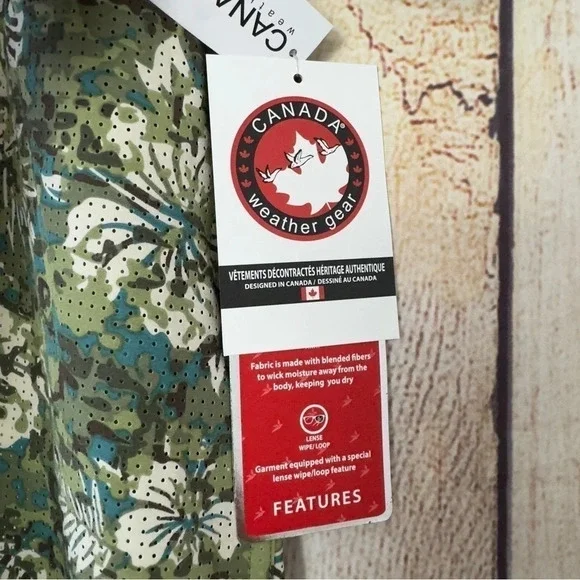 CANA
weat
CANADA®
weather gear
VÊTEMENTS DÉCONTRACTÉS HÉRITAGE AUTHENTIQUE
DESIGNED IN CANADA / DESSINÉ AU CANADA
Fabric is made with blended fibers
to wick moisture away from the
body, keeping you dry
LENSE
WIPE/LOOP
Garment equipped with a special
lense wipe/loop feature
FEATURES